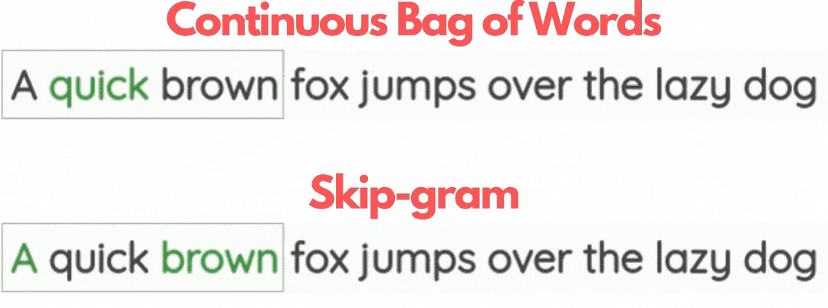 Continuous Bag of Words
A quick brown fox jumps over the lazy dog
Skip-gram
A quick brown fox jumps over the lazy dog